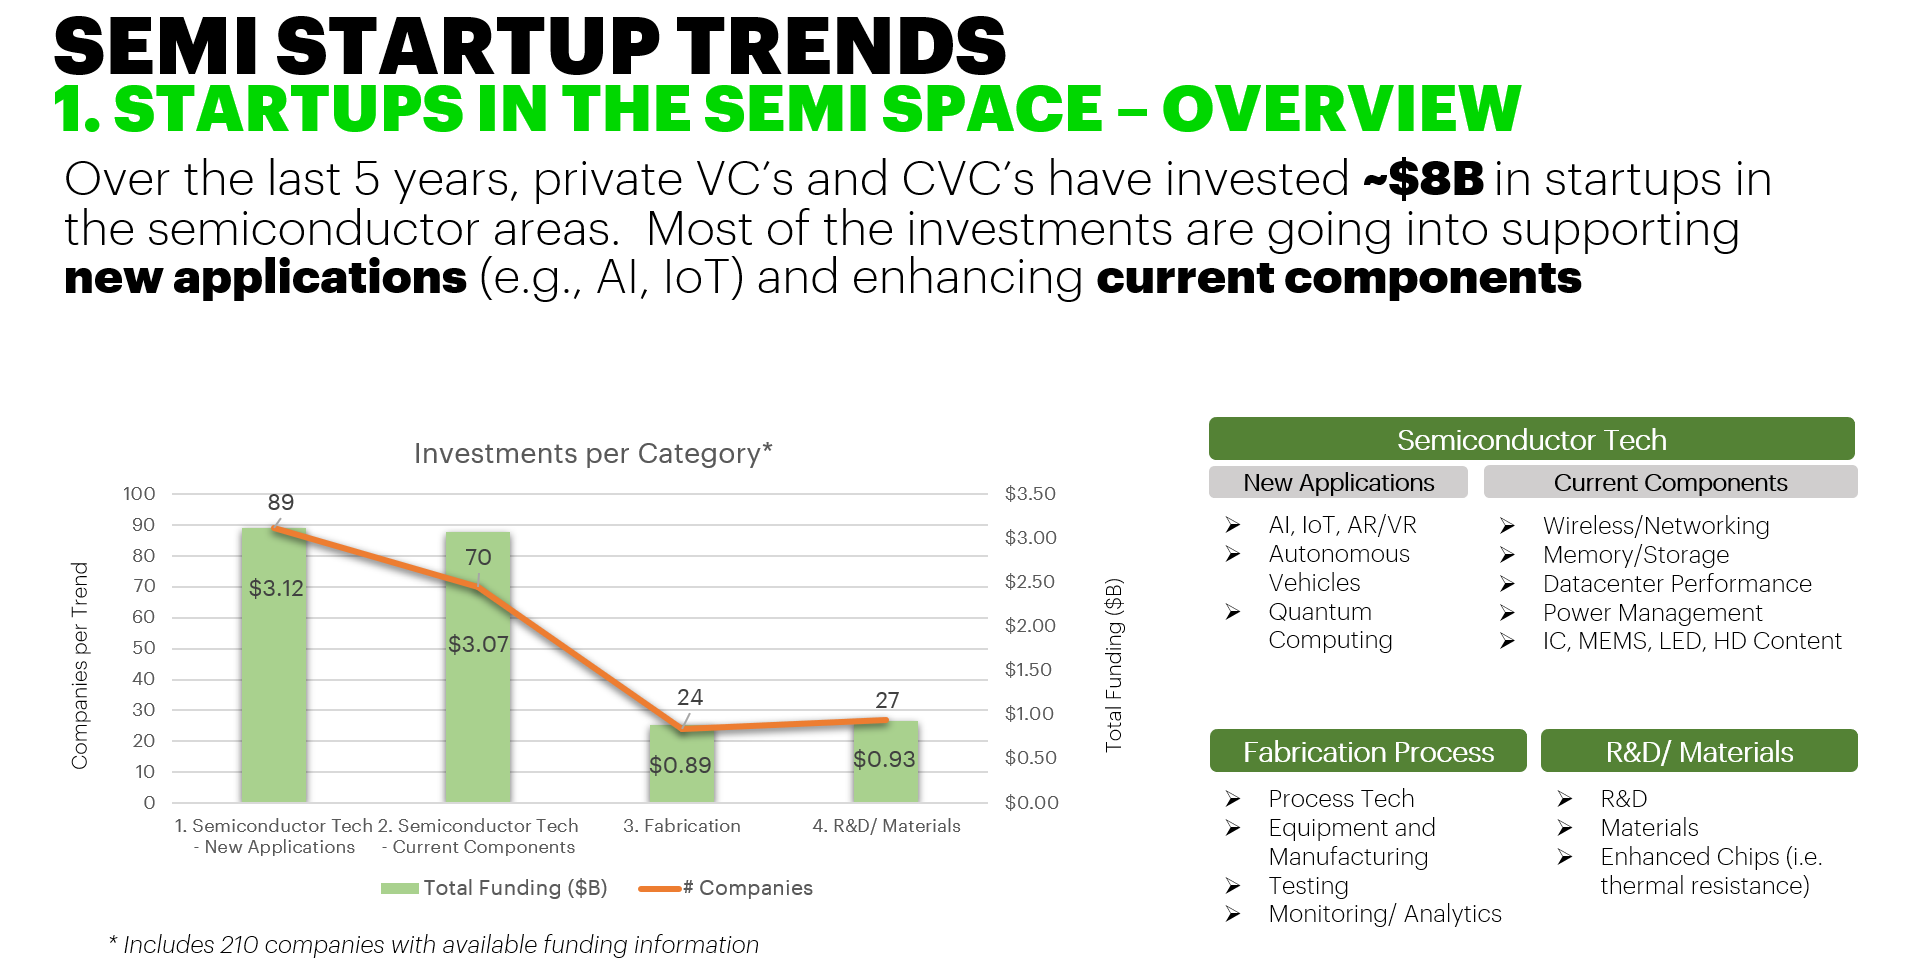 SEMI STARTUP TRENDS
1. STARTUPS IN THE SEMI SPACE – OVERVIEW
Over the last 5 years, private VC’s and CVC’s have invested ~$8B in startups in
the semiconductor areas.  Most of the investments are going into supporting
new applications (e.g., AI, IoT) and enhancing current components
Investments per Category*
Companies per Trend
100
90
80
70
60
50
40
30
20
10
0
89
70
24
27
$3.12
$3.07
$0.89
$0.93
$3.50
$3.00
$2.50
$2.00
$1.50
$1.00
$0.50
$0.00
Total Funding ($B)
1. Semiconductor Tech
- New Applications
2. Semiconductor Tech
- Current Components
3. Fabrication
4. R&D/ Materials
Total Funding ($B)
# Companies
* Includes 210 companies with available funding information
Semiconductor Tech
New Applications
➢ AI, IoT, AR/VR
➢ Autonomous
Vehicles
➢ Quantum
Computing
Current Components
➢ Wireless/Networking
➢ Memory/Storage
➢ Datacenter Performance
➢ Power Management
➢ IC, MEMS, LED, HD Content
Fabrication Process
➢ Process Tech
➢ Equipment and
Manufacturing
➢ Testing
➢ Monitoring/ Analytics
R&D/ Materials
➢ R&D
➢ Materials
➢ Enhanced Chips (i.e.
thermal resistance)